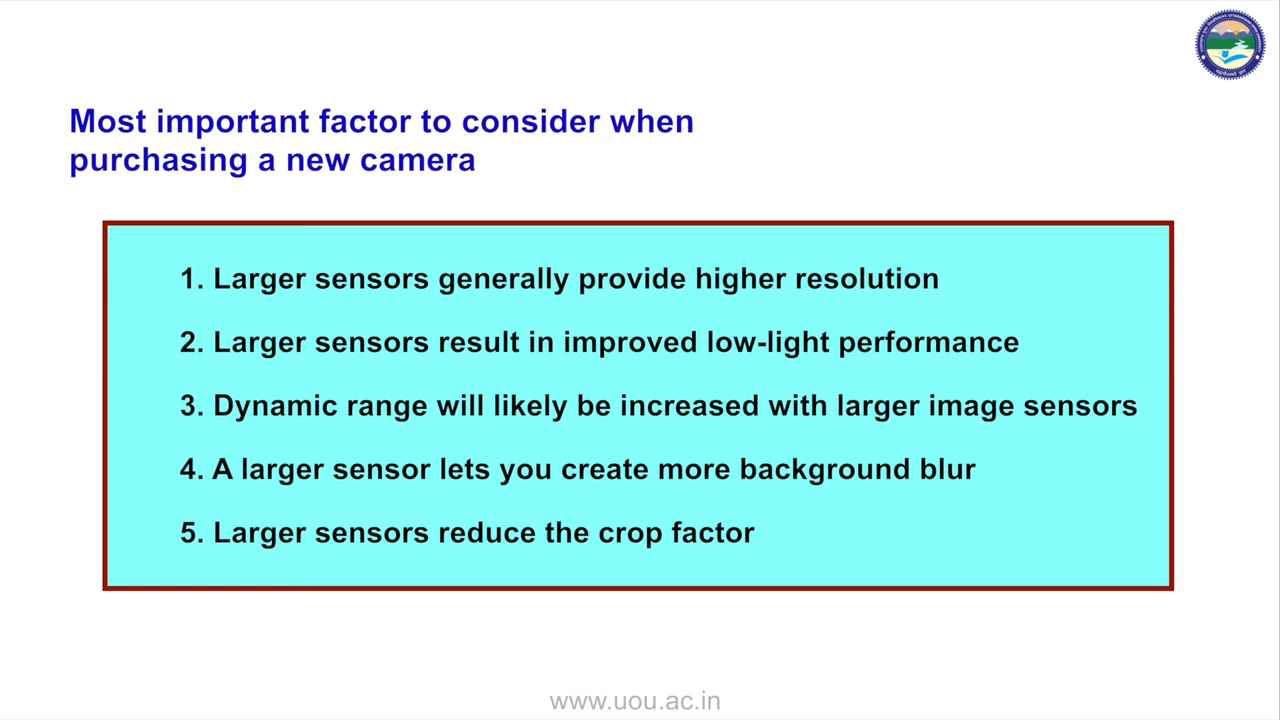 Most important factor to consider when
purchasing a new camera
1. Larger sensors generally provide higher resolution
2. Larger sensors result in improved low-light performance
3. Dynamic range will likely be increased with larger image sensors
4. A larger sensor lets you create more background blur
5. Larger sensors reduce the crop factor
www.uou.ac.in